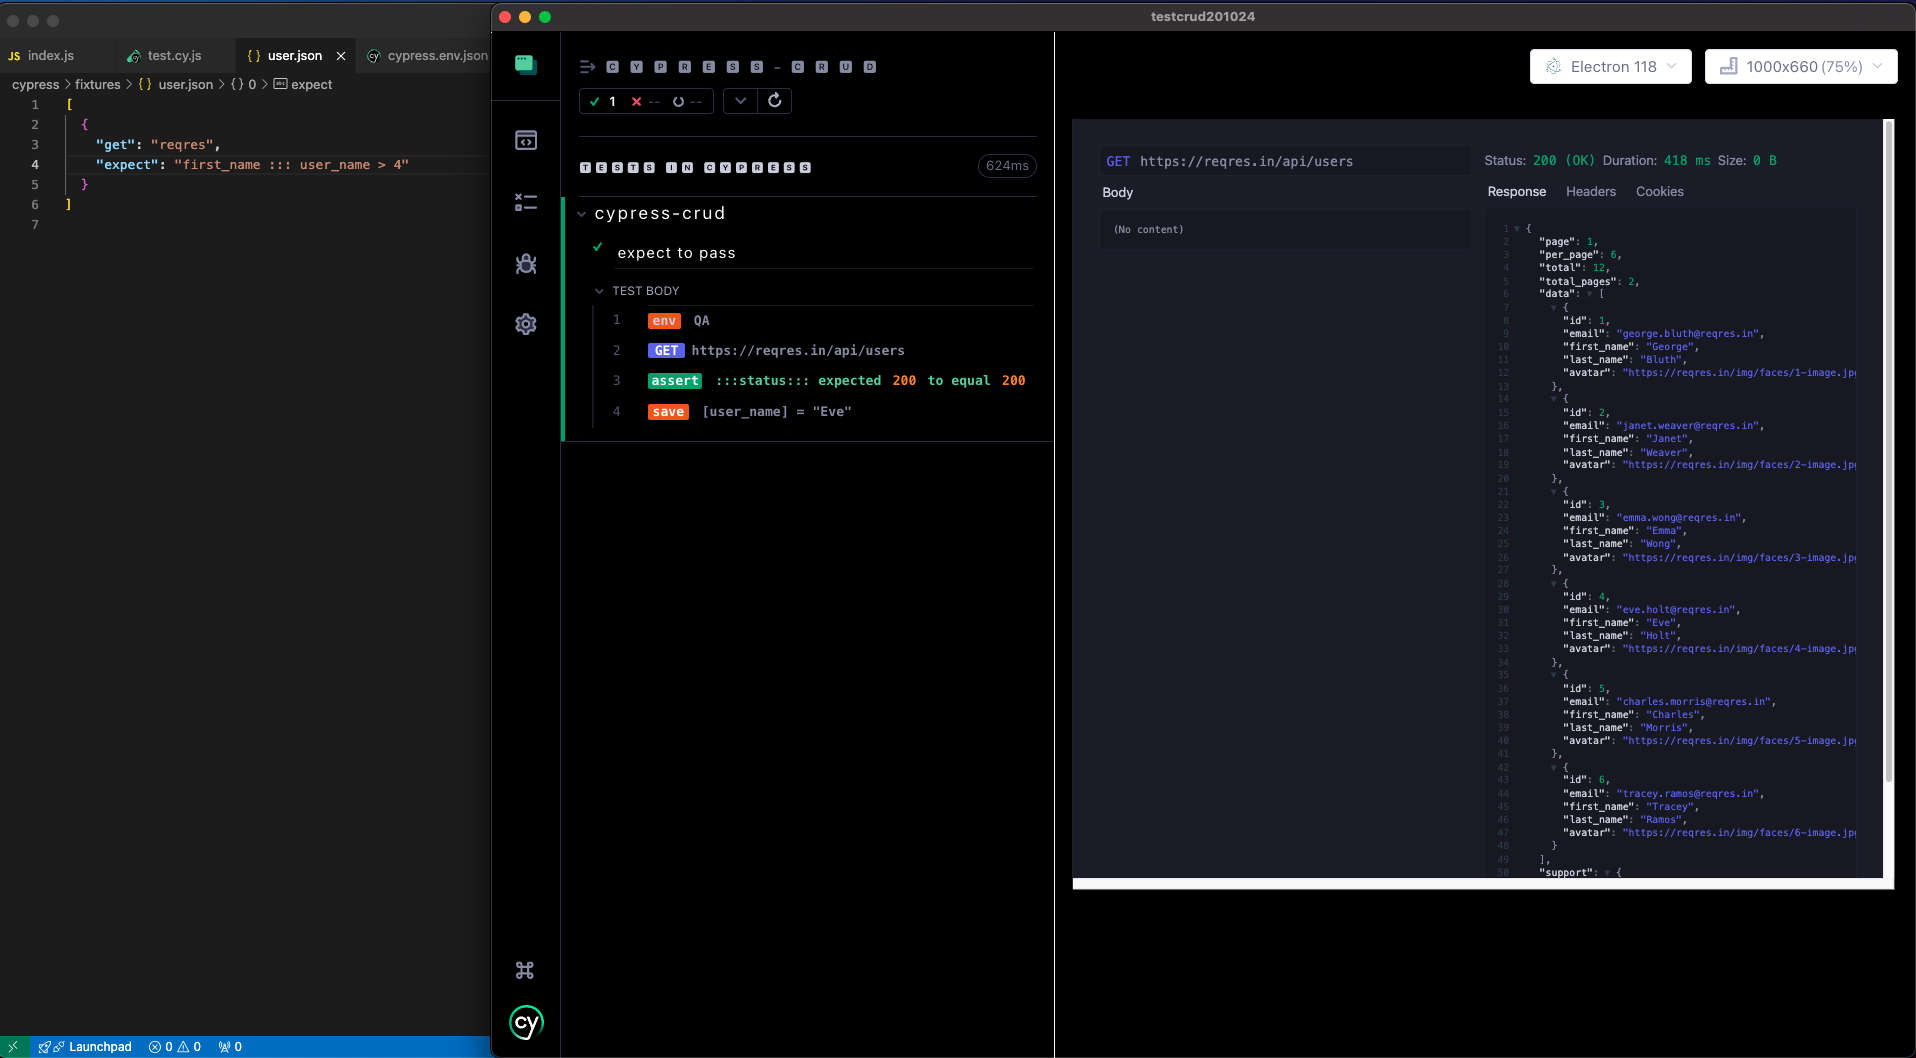 index.js
test.cy.js
user.json
cypress.env.json
cypress > fixtures > {} user.json > {} 0 > abc expect
1 [
2 {
3 "get": "reqres",
4 "expect": "first_name ::: user_name > 4"
5 }
6 ]
7
Launchpad
0 0
0
testcrud201024
CYPRESS-CRUD
1 -- --
TESTS IN CYPRESS
624ms
cypress-crud
expect to pass
TEST BODY
1 env QA
2 GET https://reqres.in/api/users
3 assert :::status::: expected 200 to equal 200
4 save [user_name] = "Eve"
cy
Electron 118
1000x660 (75%)
GET https://reqres.in/api/users
Body
(No content)
Status: 200 (OK) Duration: 418 ms Size: 0 B
Response Headers Cookies
1 {
2 "page": 1,
3 "per_page": 6,
4 "total": 12,
5 "total_pages": 2,
6 "data": [
7 {
8 "id": 1,
9 "email": "george.bluth@reqres.in",
10 "first_name": "George",
11 "last_name": "Bluth",
12 "avatar": "https://reqres.in/img/faces/1-image.jpg
13 },
14 {
15 "id": 2,
16 "email": "janet.weaver@reqres.in",
17 "first_name": "Janet",
18 "last_name": "Weaver",
19 "avatar": "https://reqres.in/img/faces/2-image.jpg
20 },
21 {
22 "id": 3,
23 "email": "emma.wong@reqres.in",
24 "first_name": "Emma",
25 "last_name": "Wong",
26 "avatar": "https://reqres.in/img/faces/3-image.jpg
27 },
28 {
29 "id": 4,
30 "email": "eve.holt@reqres.in",
31 "first_name": "Eve",
32 "last_name": "Holt",
33 "avatar": "https://reqres.in/img/faces/4-image.jpg
34 },
35 {
36 "id": 5,
37 "email": "charles.morris@reqres.in",
38 "first_name": "Charles",
39 "last_name": "Morris",
40 "avatar": "https://reqres.in/img/faces/5-image.jpg
41 },
42 {
43 "id": 6,
44 "email": "tracey.ramos@reqres.in",
45 "first_name": "Tracey",
46 "last_name": "Ramos",
47 "avatar": "https://reqres.in/img/faces/6-image.jpg
48 }
49 ],
50 "support": {